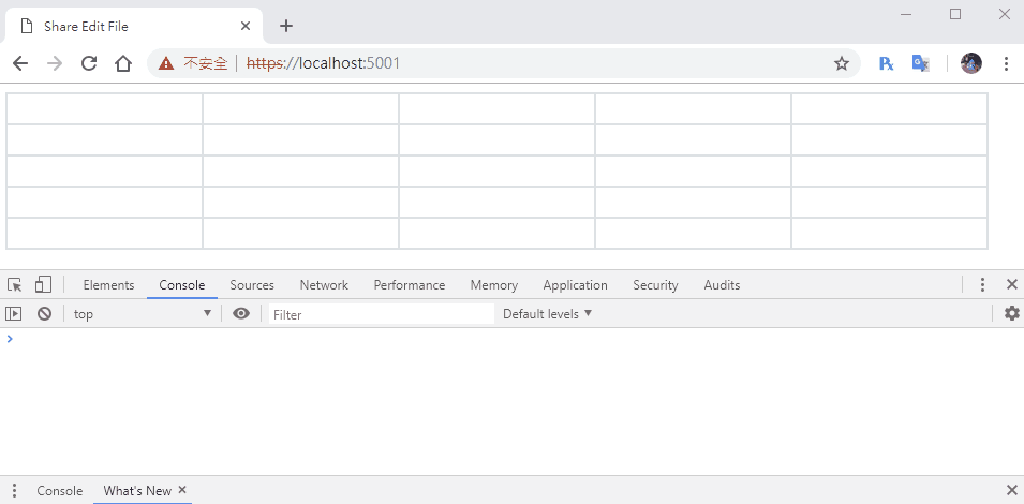 Share Edit File
不安全 https://localhost:5001
Elements Console Sources Network Performance Memory Application Security Audits
top Filter Default levels
Console What's New